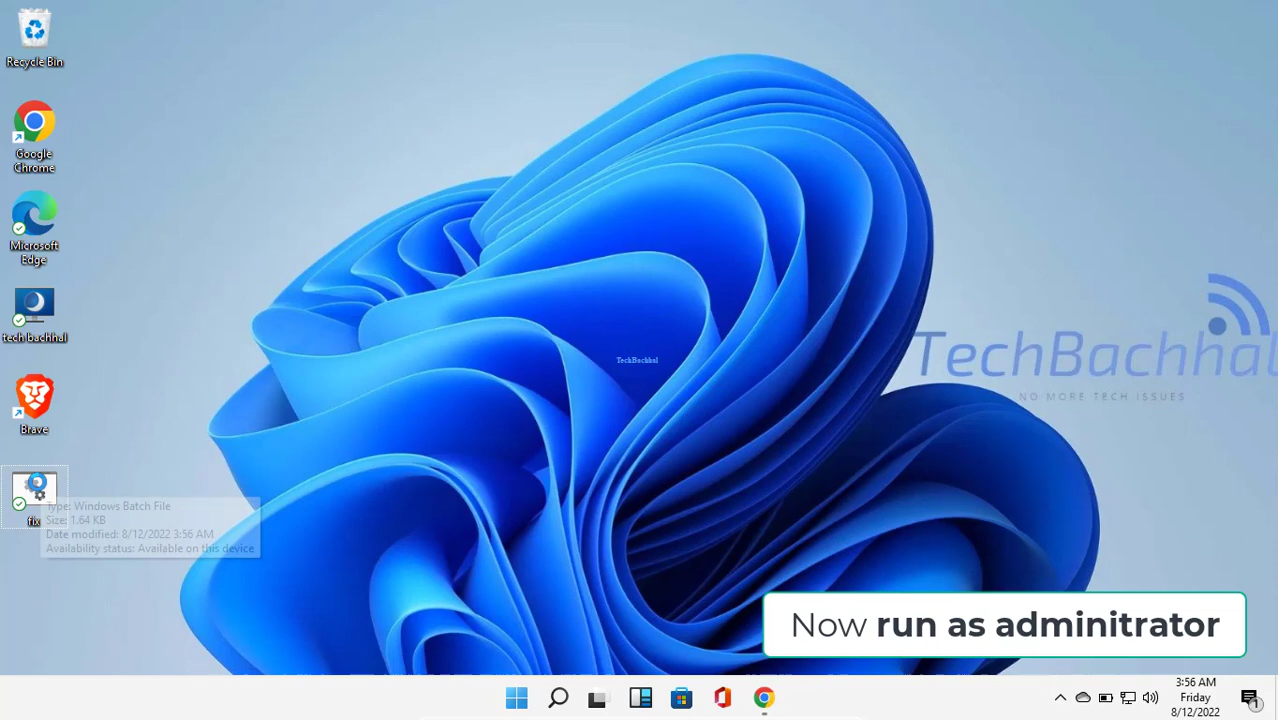 Recycle Bin
Google
Chrome
Microsoft
Edge
tech bachhal
Brave
fix
Type: Windows Batch File
Size: 1.64 KB
Date modified: 8/12/2022 3:56 AM
Availability status: Available on this device
TechBachhal
TechBachhal
NO MORE TECH ISSUES
Now run as adminitrator
3:56 AM
Friday
8/12/2022
1